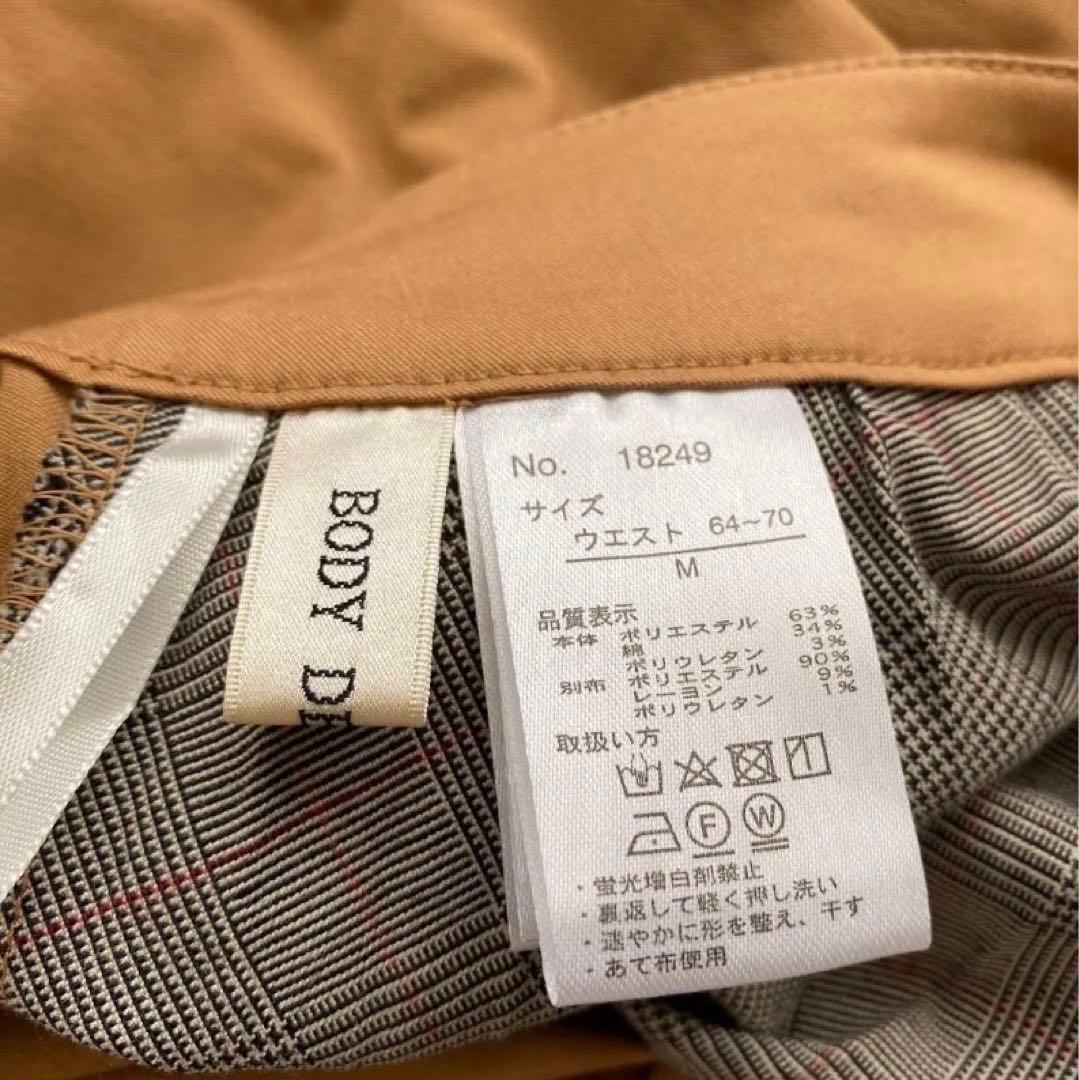 BODY
No. 18249
サイズ
ウエスト 64~70
M
品質表示
本体 ポリエステル 63%
綿 34%
ポリウレタン 3%
別布 ポリエステル 90%
レーヨン 9%
ポリウレタン 1%
取扱い方
F W
・蛍光増白剤禁止
・裏返して軽く押し洗い
・速やかに形を整え、干す
・あて布使用